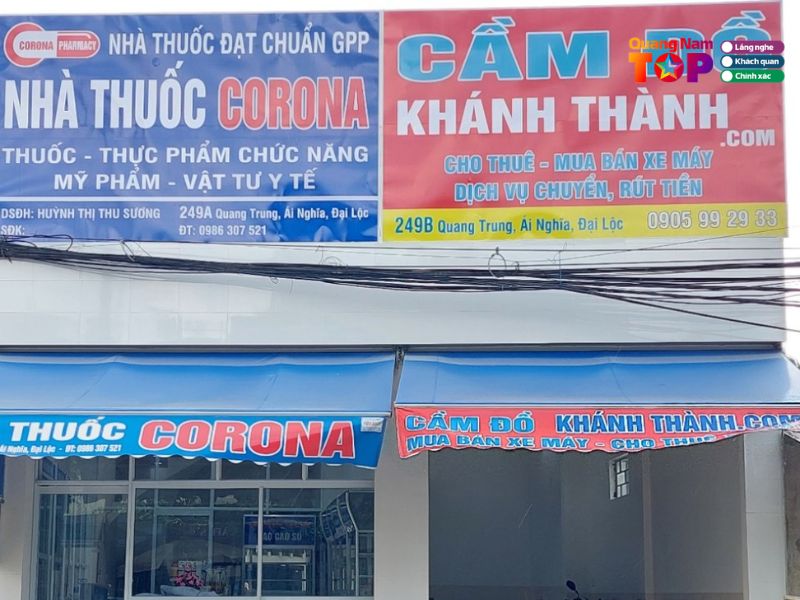 CORONA PHARMACY
NHÀ THUỐC ĐẠT CHUẨN GPP
NHÀ THUỐC CORONA
THUỐC - THỰC PHẨM CHỨC NĂNG
MỸ PHẨM - VẬT TƯ Y TẾ
DSĐH: HUỲNH THỊ THU SƯƠNG
SĐK:
249A Quang Trung, Ái Nghĩa, Đại Lộc
ĐT: 0986 307 521
CẦM ĐỒ
KHÁNH THÀNH
.COM
CHO THUÊ - MUA BÁN XE MÁY
DỊCH VỤ CHUYỂN, RÚT TIỀN
249B Quang Trung, Ái Nghĩa, Đại Lộc 0905 99 29 33
Quang Nam
TOP
Lắng nghe
Khách quan
Chính xác
THUỐC CORONA
Ái Nghĩa, Đại Lộc - ĐT: 0986 307 521
CẦM ĐỒ KHÁNH THÀNH.COM
MUA BÁN XE MÁY - CHO THUÊ